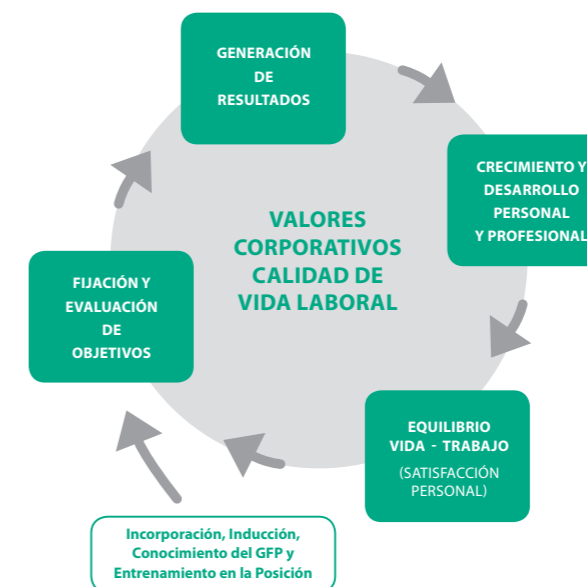 GENERACIÓN
DE
RESULTADOS
CRECIMIENTO Y
DESARROLLO
PERSONAL
Y PROFESIONAL
VALORES
CORPORATIVOS
CALIDAD DE
VIDA LABORAL
FIJACIÓN Y
EVALUACIÓN
DE
OBJETIVOS
EQUILIBRIO
VIDA - TRABAJO
(SATISFACCIÓN
PERSONAL)
Incorporación, Inducción,
Conocimiento del GFP y
Entrenamiento en la Posición